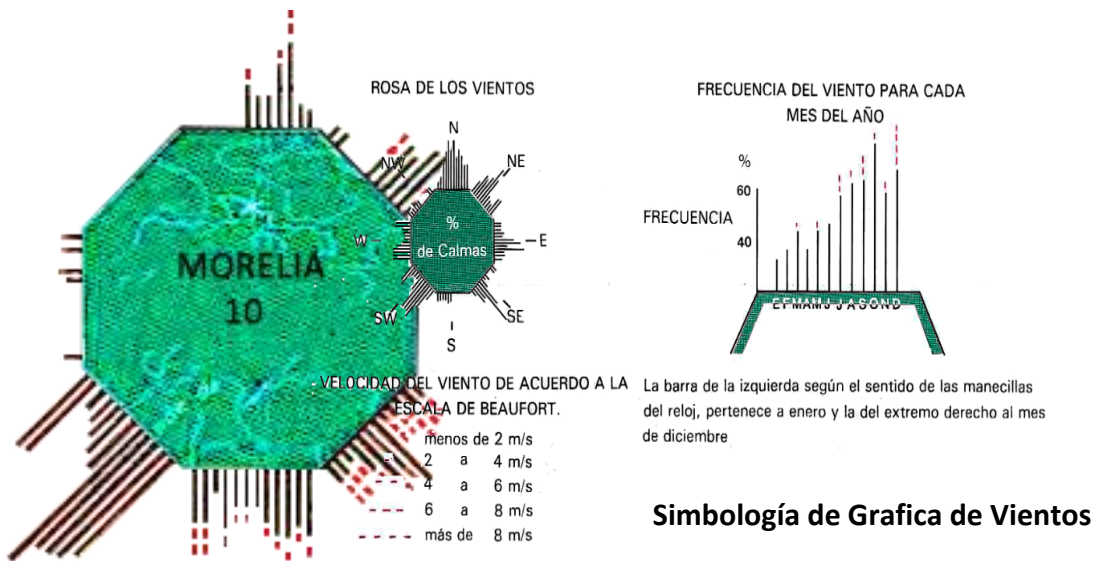 MORELIA
10
ROSA DE LOS VIENTOS
N
NW
NE
%
de Calmas
W
E
SW
SE
S
VELOCIDAD DEL VIENTO DE ACUERDO A LA
ESCALA DE BEAUFORT.
menos de 2 m/s
2 a 4 m/s
4 a 6 m/s
6 a 8 m/s
más de 8 m/s
FRECUENCIA DEL VIENTO PARA CADA
MES DEL AÑO
%
60
FRECUENCIA
40
EFMAMJ JASOND
La barra de la izquierda según el sentido de las manecillas
del reloj, pertenece a enero y la del extremo derecho al mes
de diciembre
Simbología de Grafica de Vientos